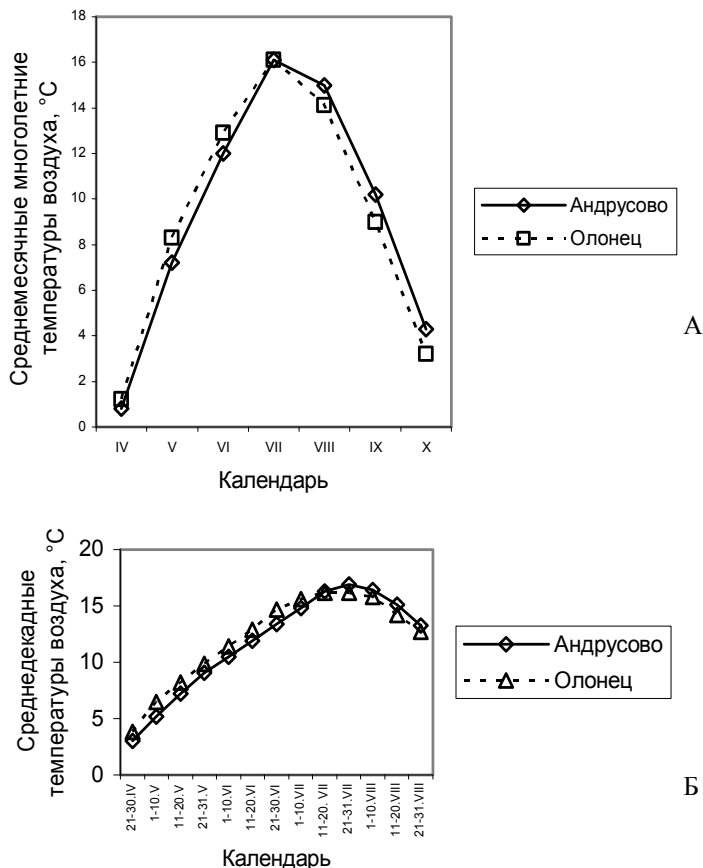 Среднемесячные многолетние
температуры воздуха, °С
18
16
14
12
10
8
6
4
2
0
IV V VI VII VIII IX X
Календарь
Андрусово
Олонец
А
Среднедекадные
температуры воздуха, °С
20
15
10
5
0
21-30.IV
1-10.V
11-20.V
21-31.V
1-10.VI
11-20.VI
21-30.VI
1-10.VII
11-20. VII
21-31.VII
1-10.VIII
11-20.VIII
21-31.VIII
Календарь
Андрусово
Олонец
Б